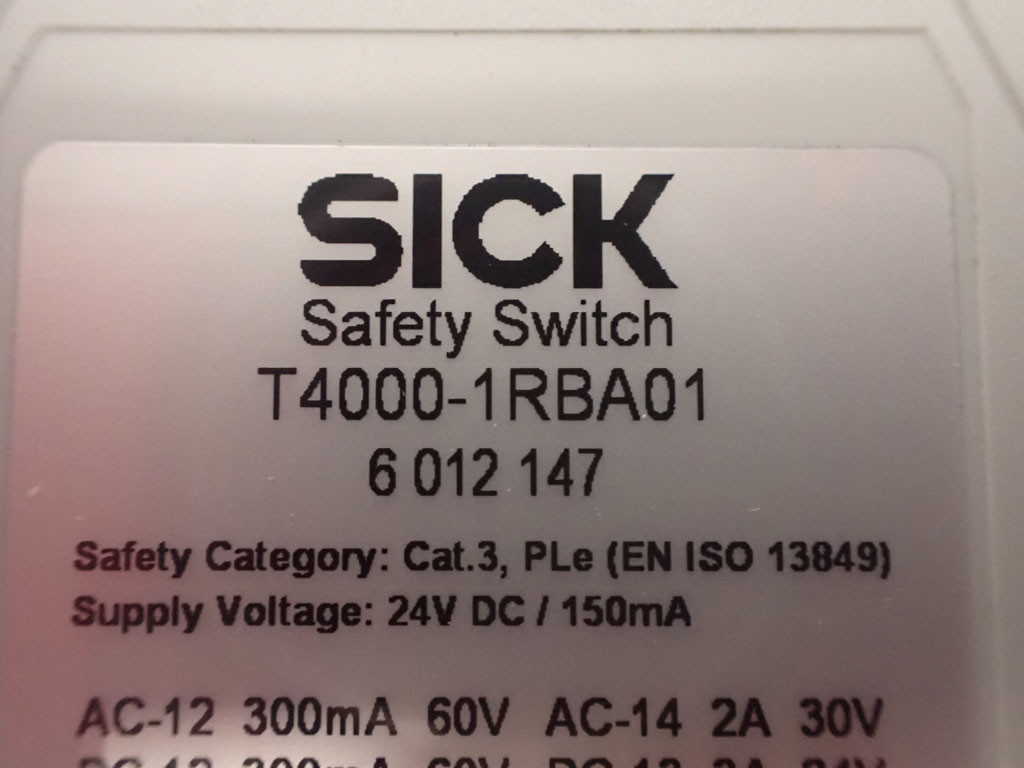 SICK
Safety Switch
T4000-1RBA01
6 012 147
Safety Category: Cat.3, PLe (EN ISO 13849)
Supply Voltage: 24V DC / 150mA
AC-12 300mA 60V AC-14 2A 30V